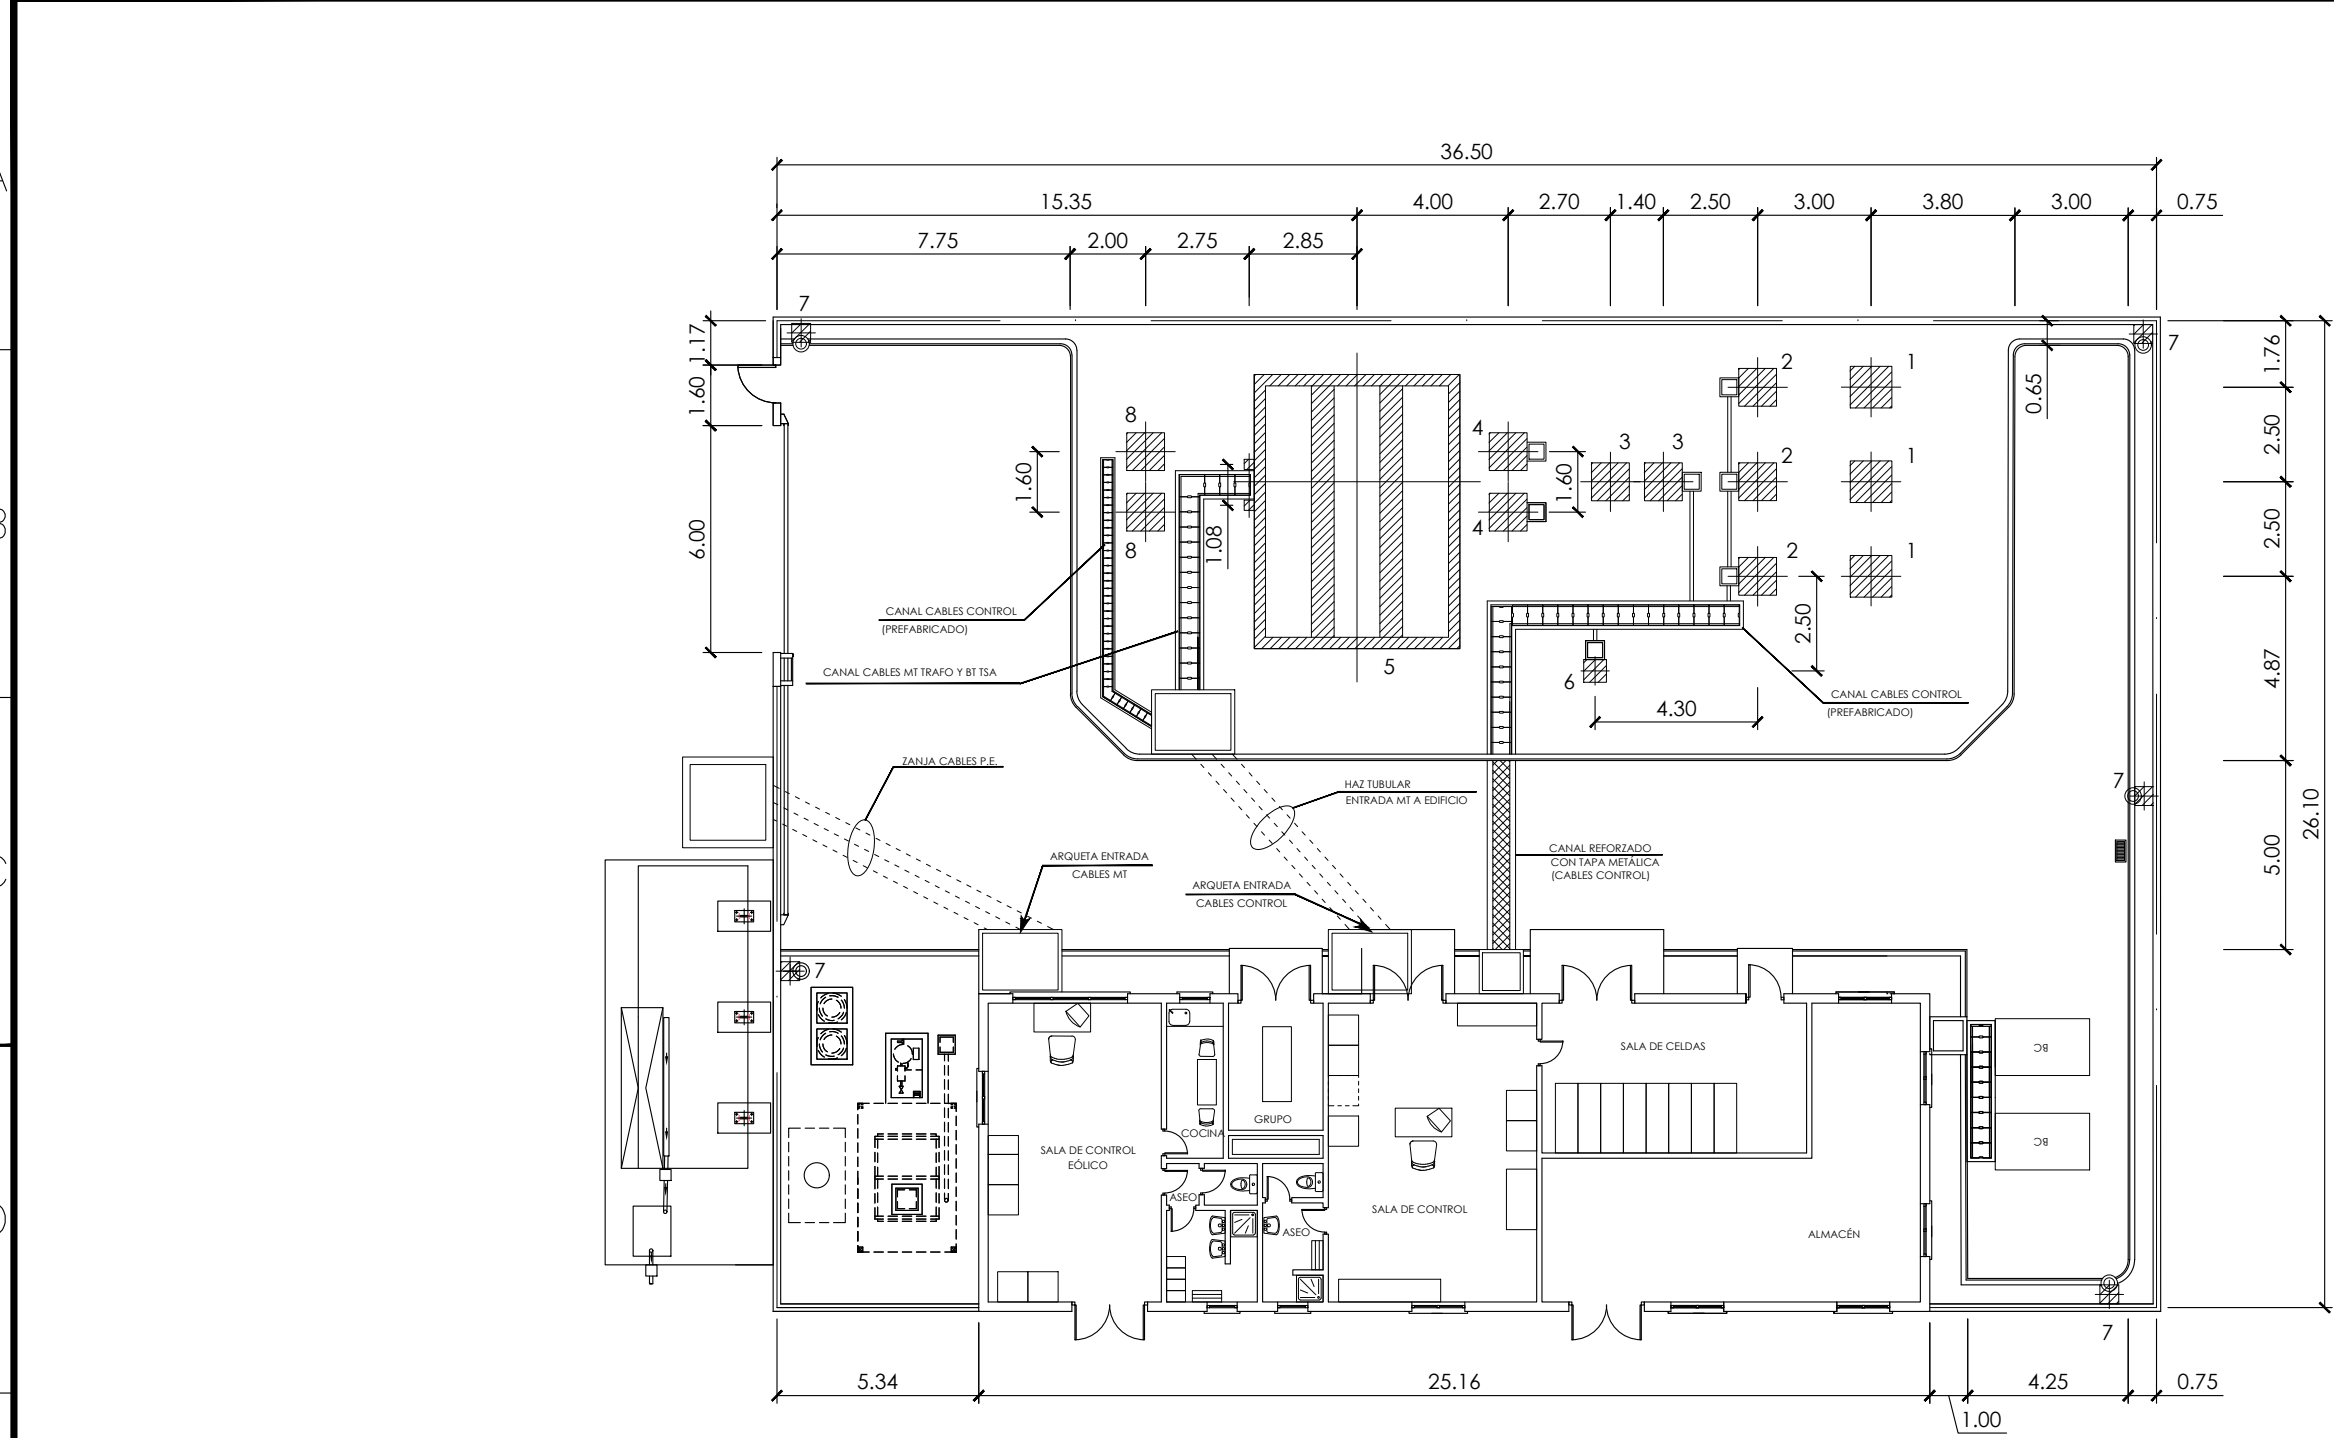 36.50
15.35 4.00 2.70 1.40 2.50 3.00 3.80 3.00 0.75
7.75 2.00 2.75 2.85
7
7
1.17
1.60
6.00
1.76
2.50
2.50
4.87
5.00
26.10
0.65
2 1
2 1
2 1
8
8
1.60
1.08
4
4
1.60
3 3
2.50
5
6
4.30
CANAL CABLES CONTROL
(PREFABRICADO)
CANAL CABLES MT TRAFO Y BT TSA
CANAL CABLES CONTROL
(PREFABRICADO)
ZANJA CABLES P.E.
HAZ TUBULAR
ENTRADA MT A EDIFICIO
7
ARQUETA ENTRADA
CABLES MT
ARQUETA ENTRADA
CABLES CONTROL
CANAL REFORZADO
CON TAPA METÁLICA
(CABLES CONTROL)
7
SALA DE CELDAS
BC
BC
GRUPO
COCINA
SALA DE CONTROL
EÓLICO
ASEO
ASEO
SALA DE CONTROL
ALMACÉN
7
5.34 25.16 4.25 0.75
1.00